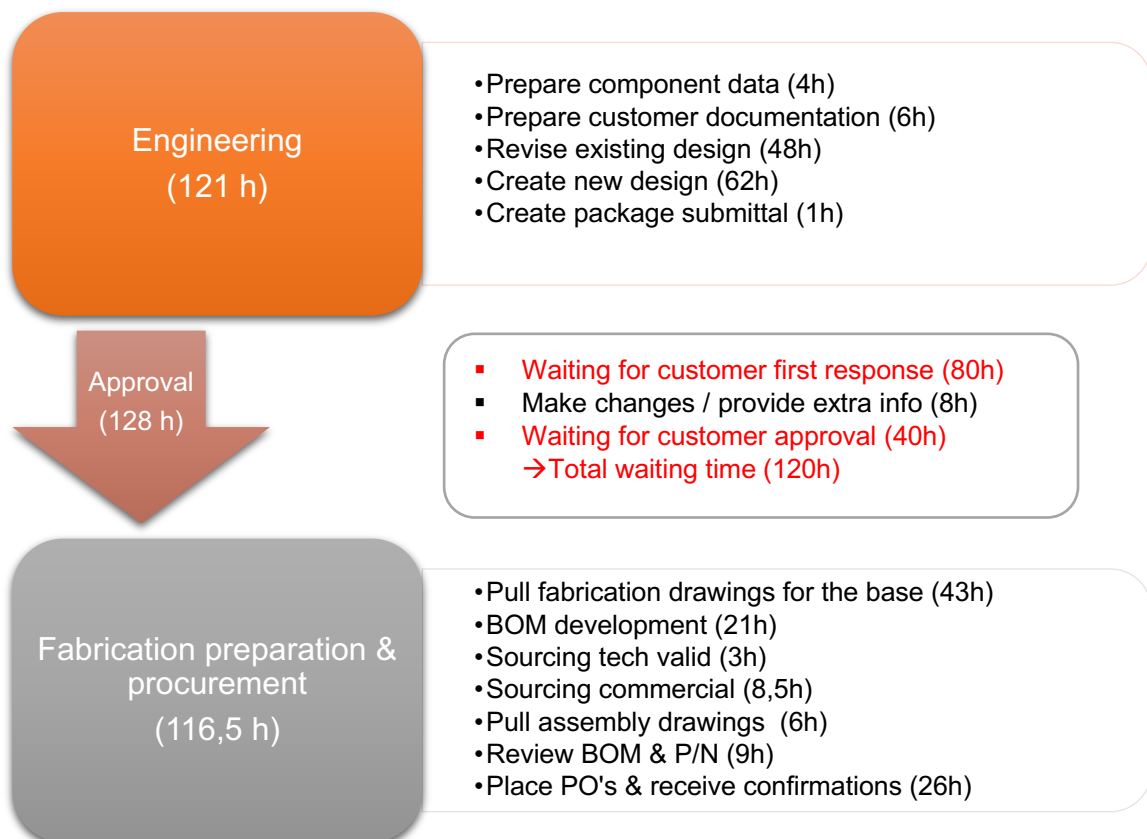 Engineering
(121 h)
•Prepare component data (4h)
•Prepare customer documentation (6h)
•Revise existing design (48h)
•Create new design (62h)
•Create package submittal (1h)
Approval
(128 h)
▪ Waiting for customer first response (80h)
▪ Make changes / provide extra info (8h)
▪ Waiting for customer approval (40h)
→Total waiting time (120h)
Fabrication preparation &
procurement
(116,5 h)
•Pull fabrication drawings for the base (43h)
•BOM development (21h)
•Sourcing tech valid (3h)
•Sourcing commercial (8,5h)
•Pull assembly drawings (6h)
•Review BOM & P/N (9h)
•Place PO's & receive confirmations (26h)